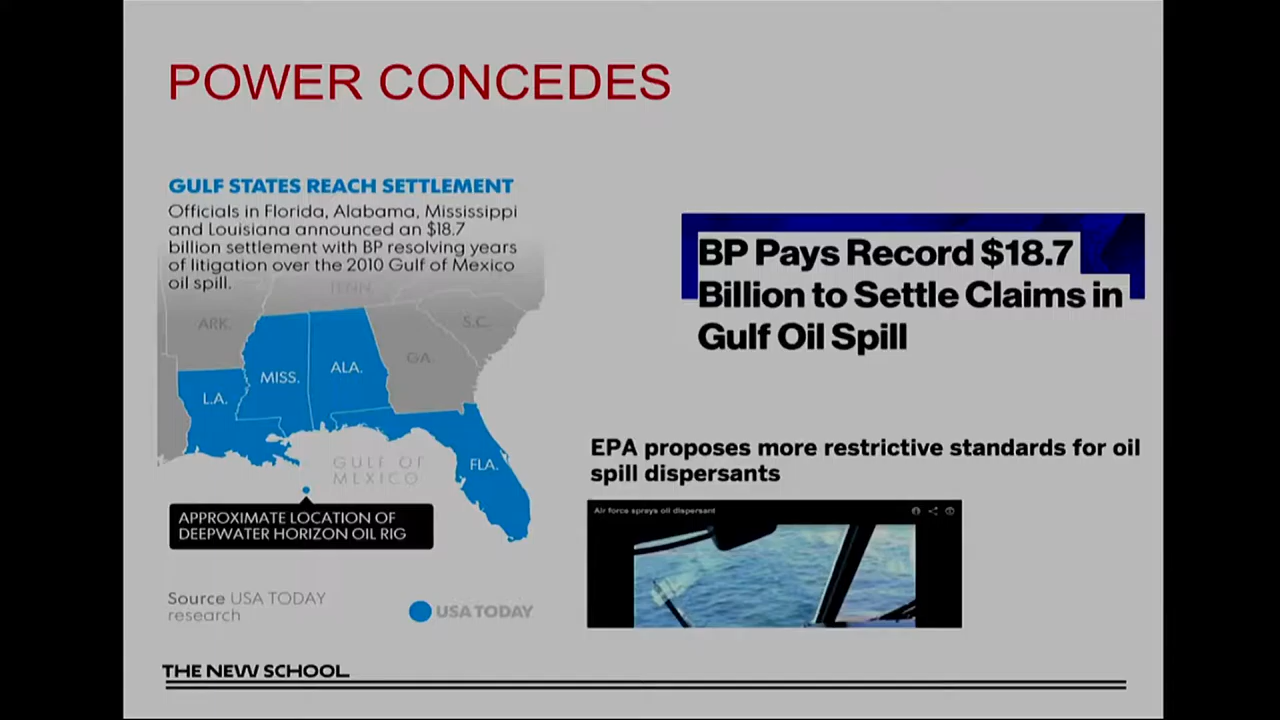 POWER CONCEDES
GULF STATES REACH SETTLEMENT
Officials in Florida, Alabama, Mississippi
and Louisiana announced an $18.7
billion settlement with BP resolving years
of litigation over the 2010 Gulf of Mexico
oil spill.
TENN.
ARK.
S.C.
GA.
ALA.
MISS.
L.A.
FLA.
GULF OF
MEXICO
APPROXIMATE LOCATION OF
DEEPWATER HORIZON OIL RIG
Source USA TODAY
research
USA TODAY
BP Pays Record $18.7
Billion to Settle Claims in
Gulf Oil Spill
EPA proposes more restrictive standards for oil
spill dispersants
Air force sprays oil dispersant
THE NEW SCHOOL